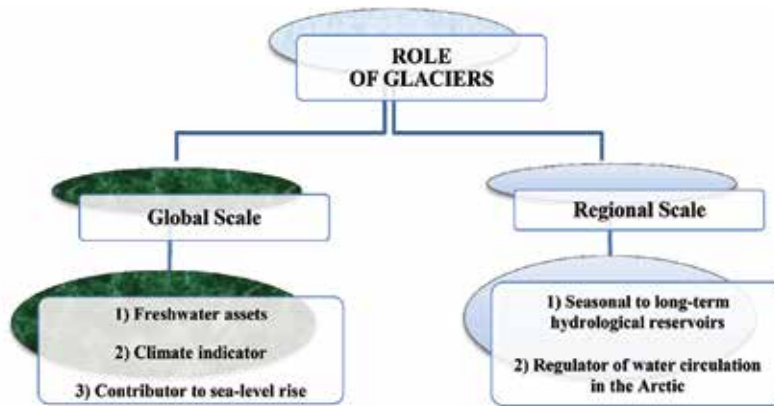 ROLE
OF GLACIERS
Global Scale
1) Freshwater assets
2) Climate indicator
3) Contributor to sea-level rise
Regional Scale
1) Seasonal to long-term
hydrological reservoirs
2) Regulator of water circulation
in the Arctic